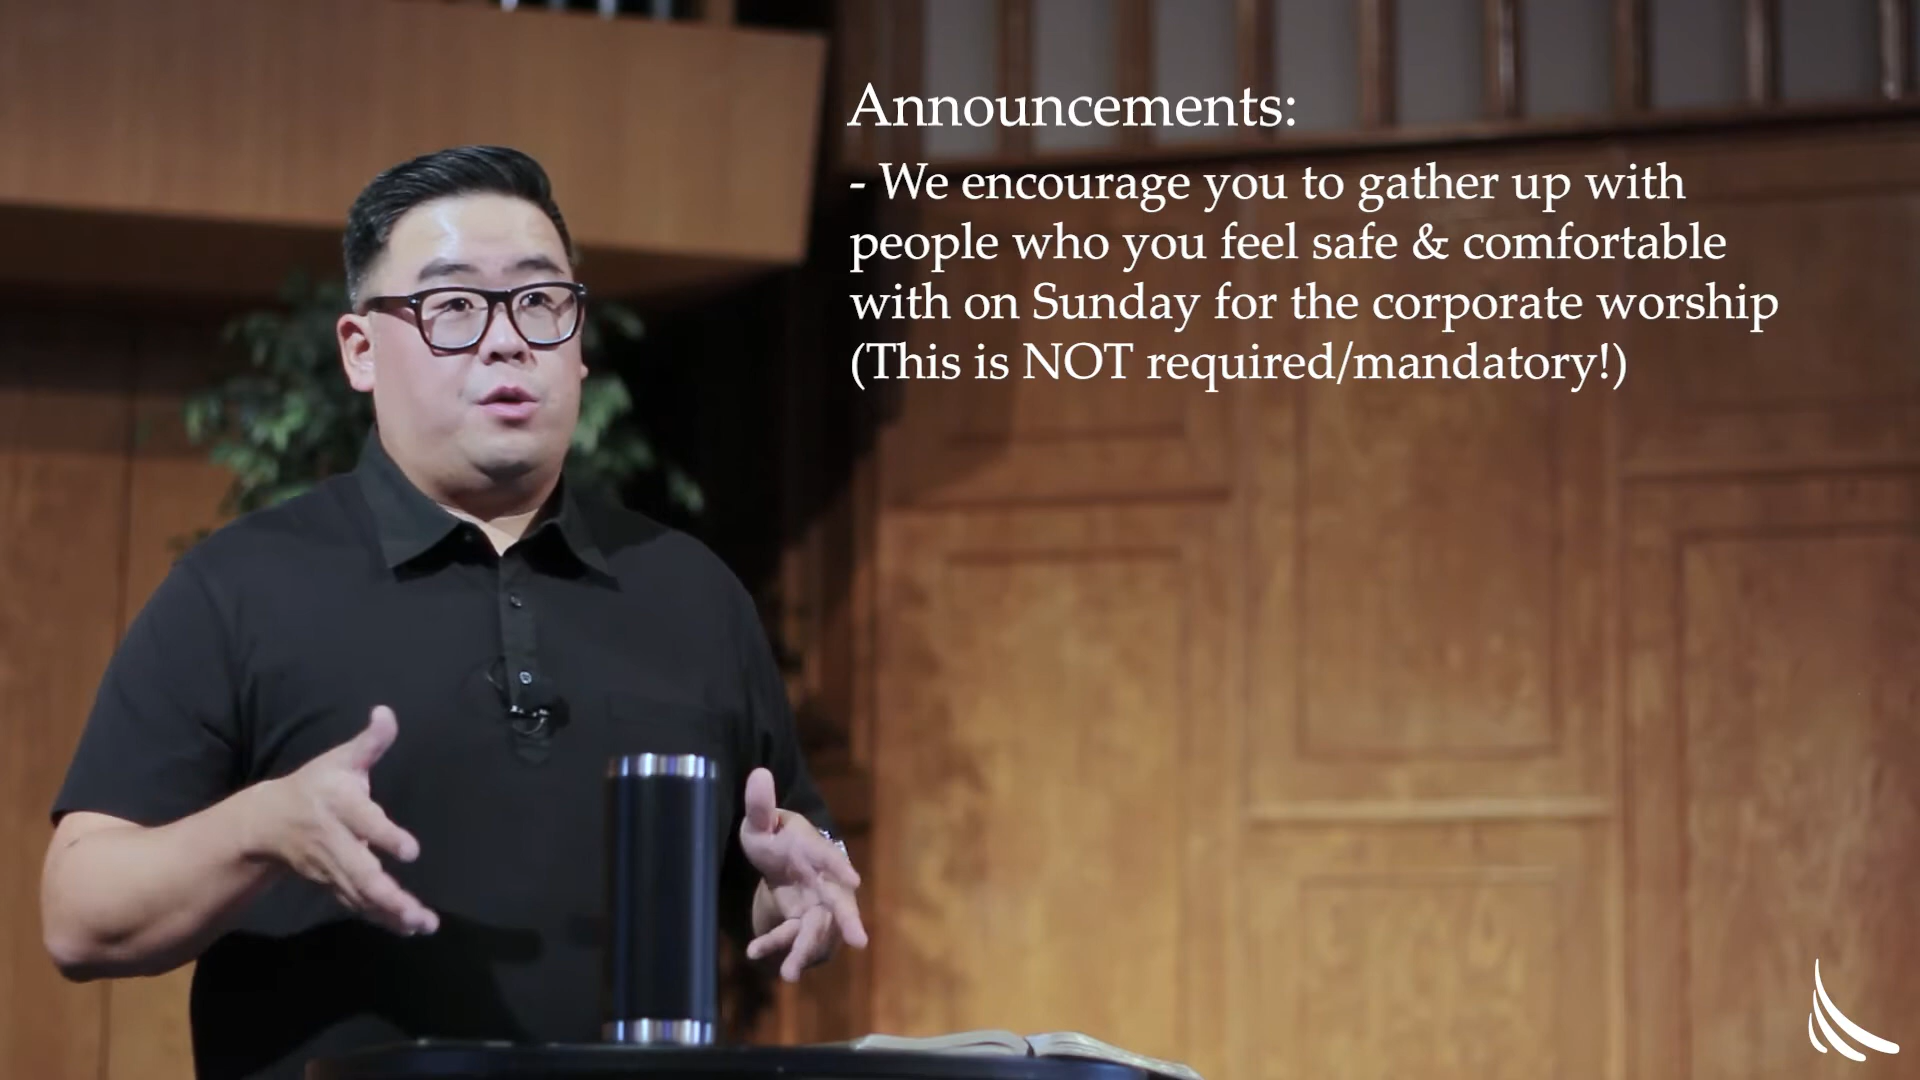 Announcements:
- We encourage you to gather up with
people who you feel safe & comfortable
with on Sunday for the corporate worship
(This is NOT required/mandatory!)